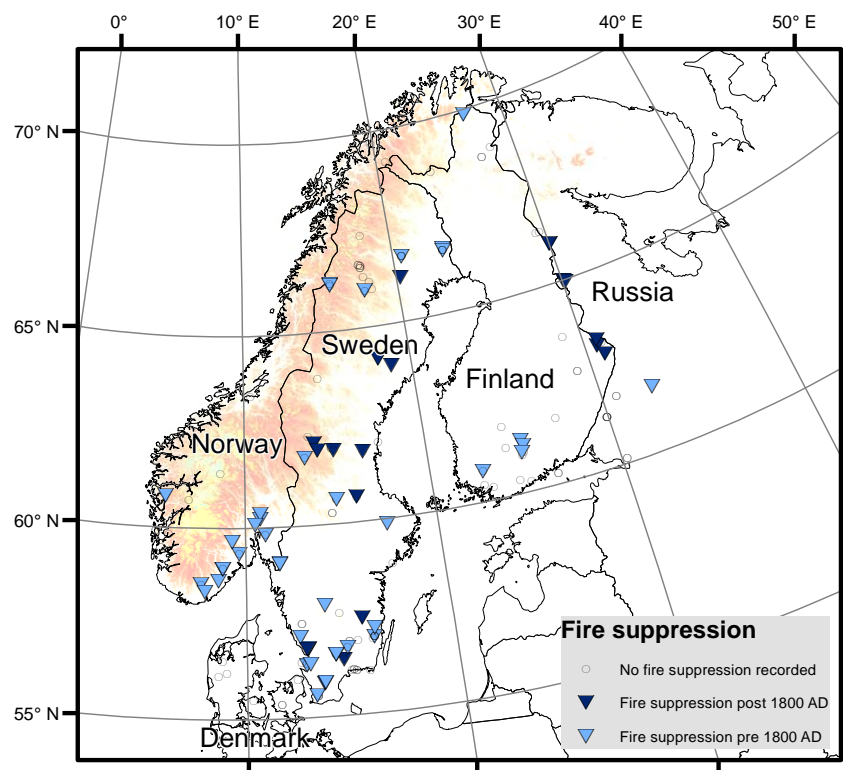 0° 10° E 20° E 30° E 40° E 50° E
70° N
65° N
60° N
55° N
Russia
Sweden
Finland
Norway
Denmark
Fire suppression
No fire suppression recorded
Fire suppression post 1800 AD
Fire suppression pre 1800 AD